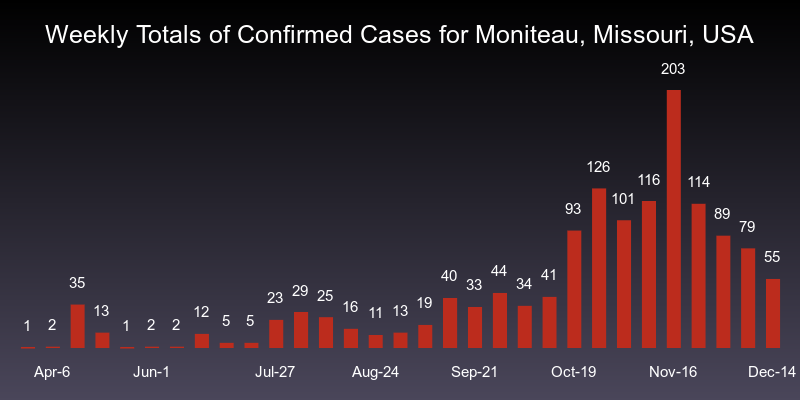 Weekly Totals of Confirmed Cases for Moniteau, Missouri, USA
1 2 35 13 1 2 2 12 5 5 23 29 25 16 11 13 19 40 33 44 34 41 93 126 101 116 203 114 89 79 55
Apr-6 Jun-1 Jul-27 Aug-24 Sep-21 Oct-19 Nov-16 Dec-14